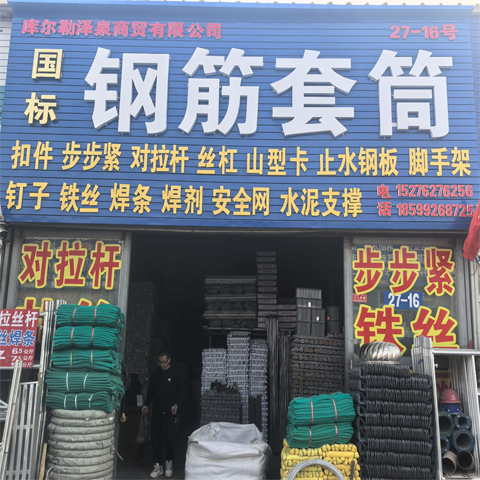 库尔勒泽泉商贸有限公司 27-16号
国标
钢筋套筒
扣件 步步紧 对拉杆 丝杠 山型卡 止水钢板 脚手架
钉子 铁丝 焊条 焊剂 安全网 水泥支撑
电话 15276276256
18599268725
对拉杆
步步紧
27-16
铁丝
拉丝杆
丝焊条